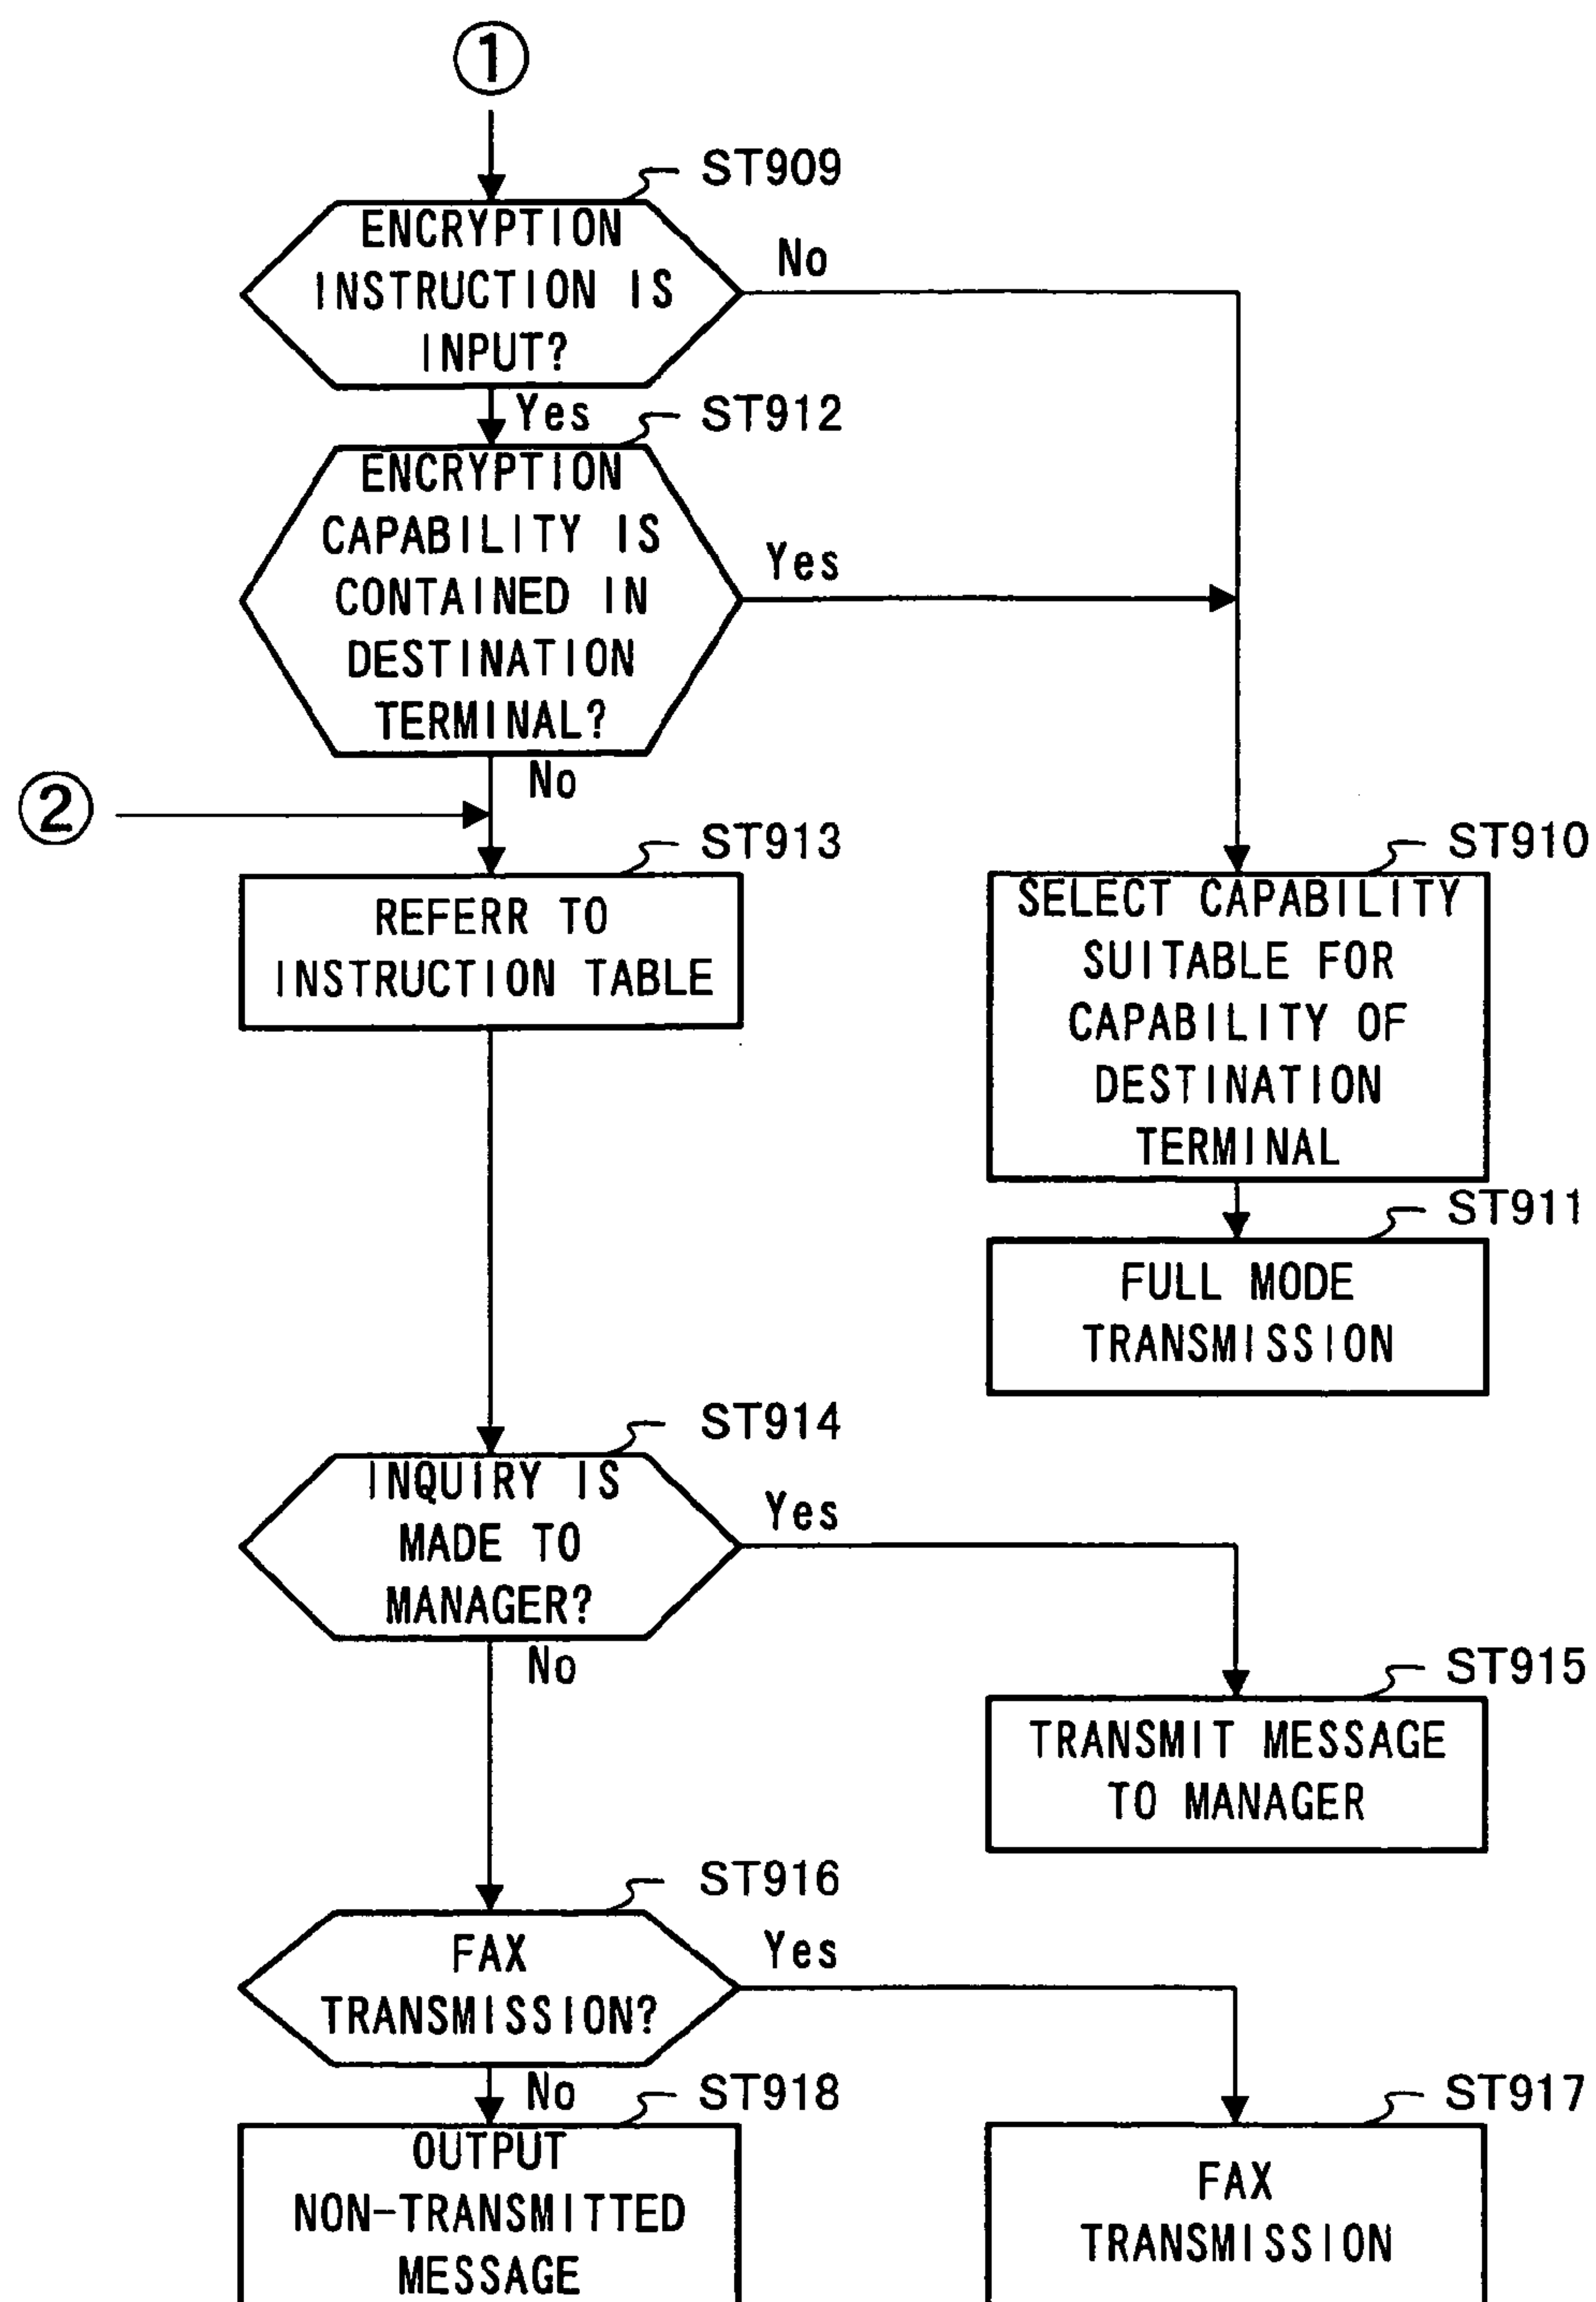 ①
ST909
ENCRYPTION
INSTRUCTION IS
INPUT?
No
Yes
ST912
ENCRYPTION
CAPABILITY IS
CONTAINED IN
DESTINATION
TERMINAL?
Yes
No
②
ST913
REFERR TO
INSTRUCTION TABLE
ST910
SELECT CAPABILITY
SUITABLE FOR
CAPABILITY OF
DESTINATION
TERMINAL
ST911
FULL MODE
TRANSMISSION
ST914
INQUIRY IS
MADE TO
MANAGER?
Yes
No
ST915
TRANSMIT MESSAGE
TO MANAGER
ST916
FAX
TRANSMISSION?
Yes
No
ST918
OUTPUT
NON-TRANSMITTED
MESSAGE
ST917
FAX
TRANSMISSION